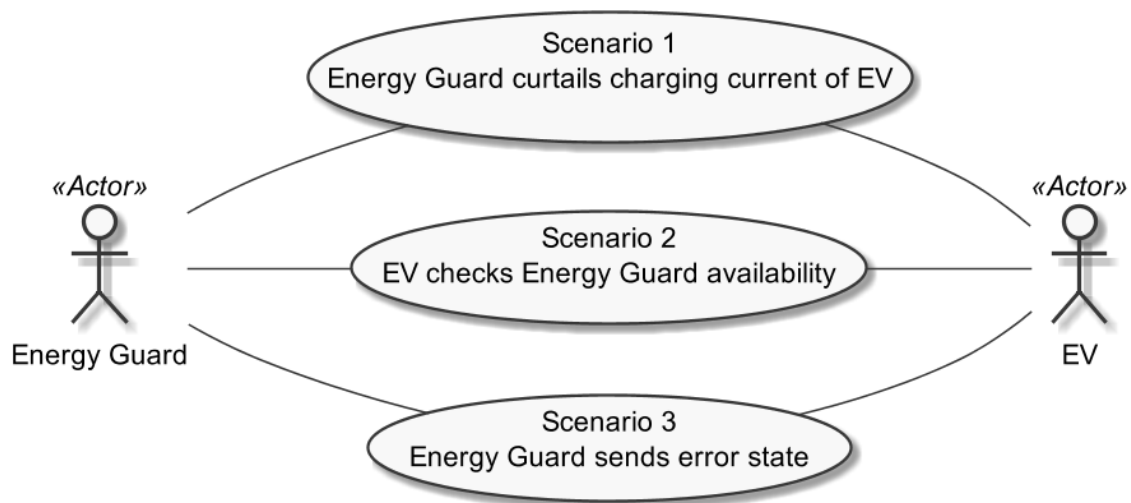 Scenario 1
Energy Guard curtails charging current of EV
«Actor»
Energy Guard
Scenario 2
EV checks Energy Guard availability
«Actor»
EV
Scenario 3
Energy Guard sends error state